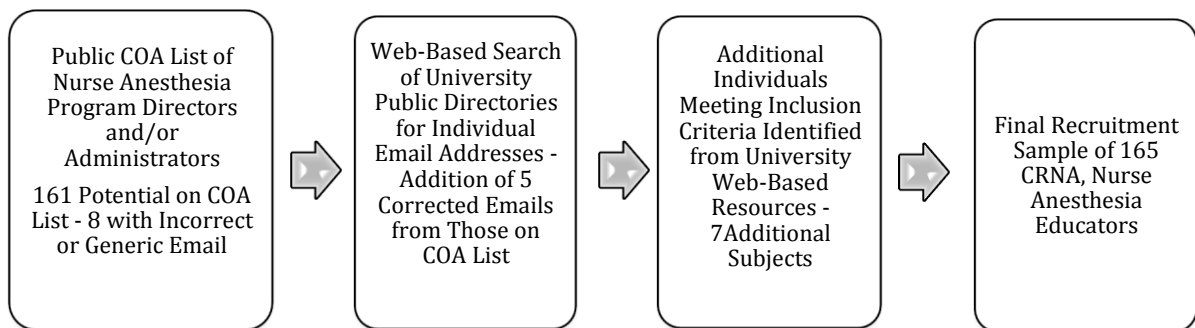 Public COA List of
Nurse Anesthesia
Program Directors
and/or
Administrators
161 Potential on COA
List - 8 with Incorrect
or Generic Email
Web-Based Search
of University
Public Directories
for Individual
Email Addresses -
Addition of 5
Corrected Emails
from Those on
COA List
Additional
Individuals
Meeting Inclusion
Criteria Identified
from University
Web-Based
Resources -
7Additional
Subjects
Final Recruitment
Sample of 165
CRNA, Nurse
Anesthesia
Educators